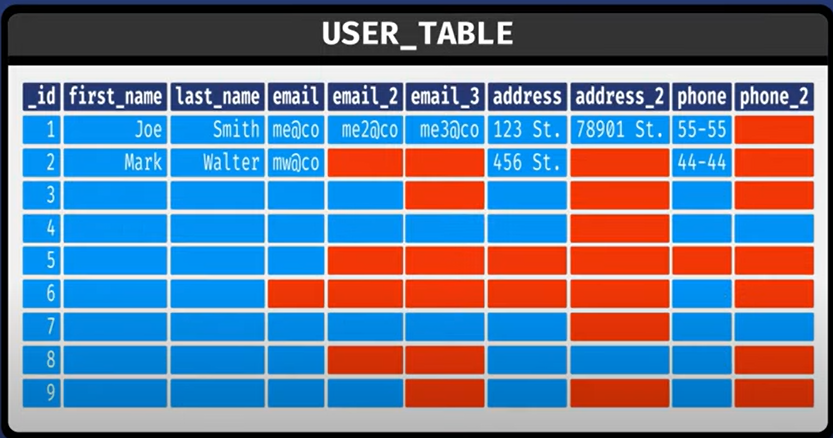 USER_TABLE
_id first_name last_name email email_2 email_3 address address_2 phone phone_2
1 Joe Smith me@co me2@co me3@co 123 St. 78901 St. 55-55
2 Mark Walter mw@co 456 St. 44-44
3
4
5
6
7
8
9